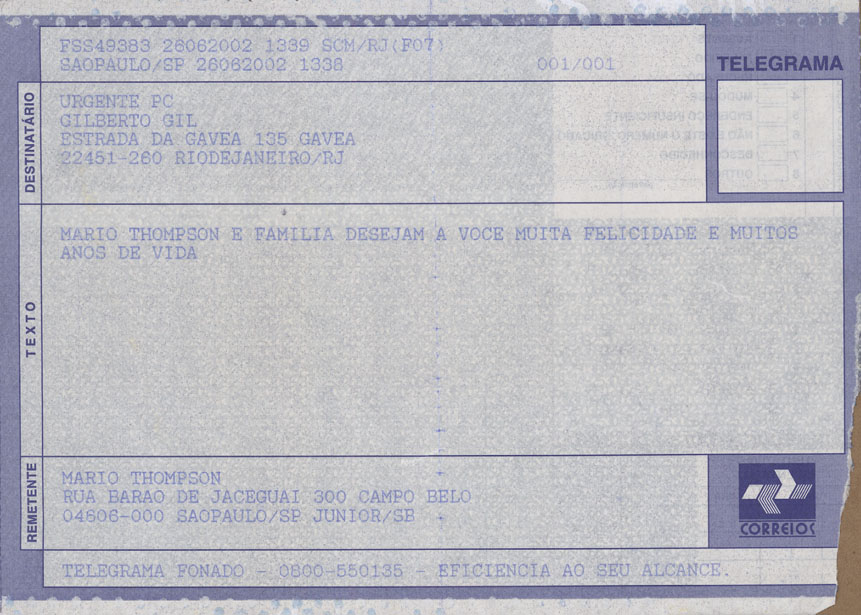 FSS49383 26062002 1339 SCM/RJ(F07)
SAOPAULO/SP 26062002 1338 001/001
TELEGRAMA
DESTINATÁRIO
URGENTE PC
GILBERTO GIL
ESTRADA DA GAVEA 135 GAVEA
22451-260 RIODEJANEIRO/RJ
TEXTO
MARIO THOMPSON E FAMILIA DESEJAM A VOCE MUITA FELICIDADE E MUITOS
ANOS DE VIDA
REMETENTE
MARIO THOMPSON
RUA BARAO DE JACEGUAI 300 CAMPO BELO
04606-000 SAOPAULO/SP JUNIOR/SB
CORREIOS
TELEGRAMA FONADO - 0800-550135 - EFICIENCIA AO SEU ALCANCE.